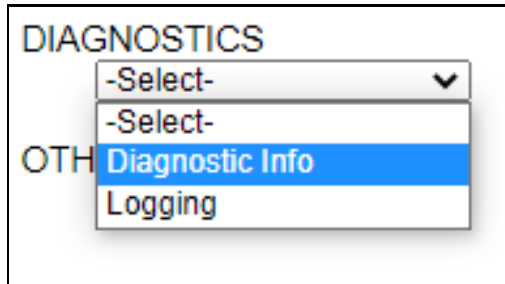 DIAGNOSTICS
-Select-
-Select-
OTH Diagnostic Info
Logging